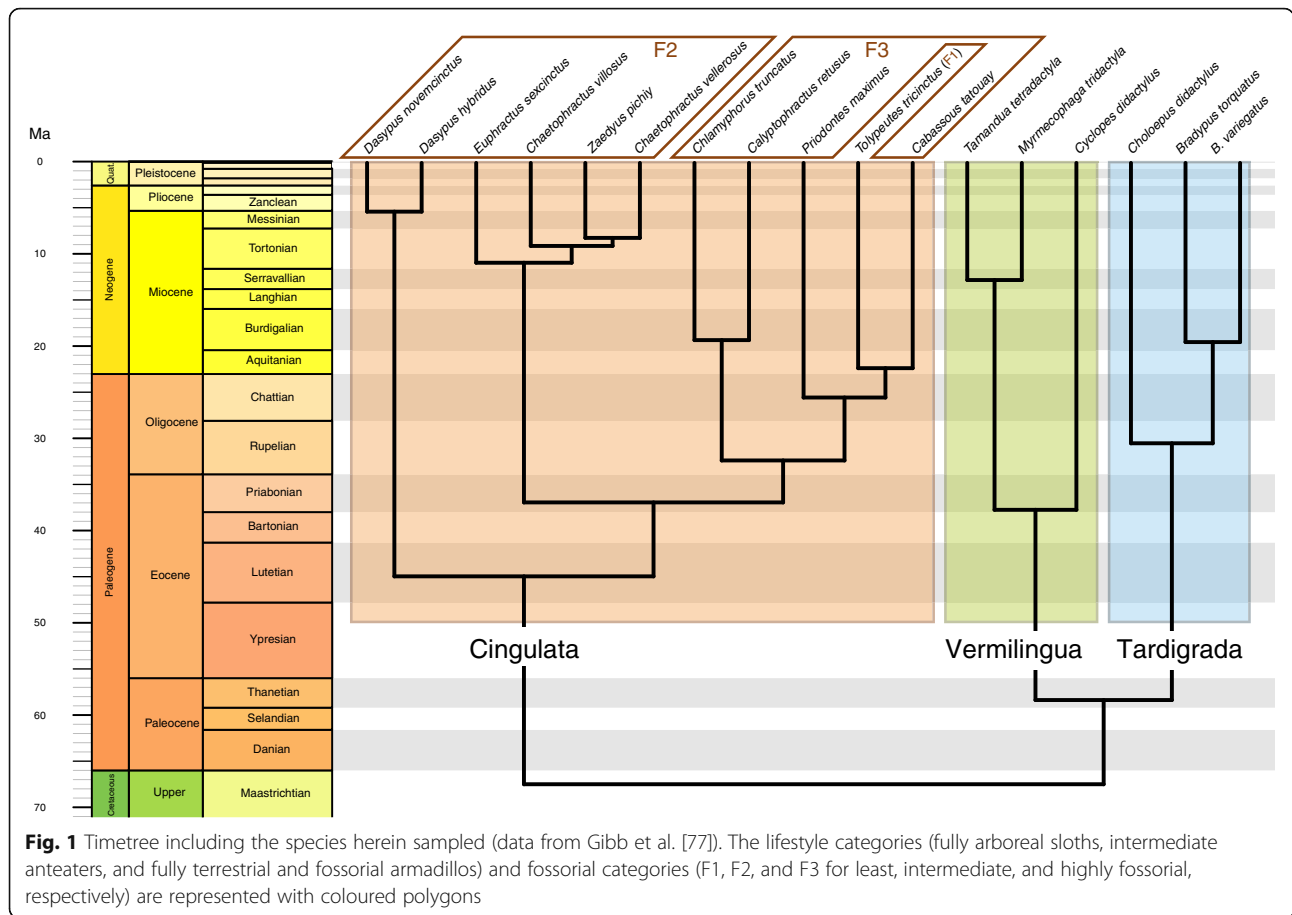 F2
F3
Dasypus novemcinctus
Dasypus hybridus
Euphractus sexcinctus
Chaetophractus villosus
Zaedyus pichiy
Chaetophractus vellerosus
Chlamyphorus truncatus
Calyptophractus retusus
Priodontes maximus
Tolypeutes tricinctus (F1)
Cabassous tatouay
Tamandua tetradactyla
Myrmecophaga tridactyla
Cyclopes didactylus
Choloepus didactylus
Bradypus torquatus
B. variegatus
Ma
0
10
20
30
40
50
60
70
Quat.
Neogene
Paleogene
Cretaceous
Pleistocene
Pliocene
Miocene
Oligocene
Eocene
Paleocene
Upper
Zanclean
Messinian
Tortonian
Serravallian
Langhian
Burdigalian
Aquitanian
Chattian
Rupelian
Priabonian
Bartonian
Lutetian
Ypresian
Thanetian
Selandian
Danian
Maastrichtian
Cingulata
Vermilingua
Tardigrada
Fig. 1 Timetree including the species herein sampled (data from Gibb et al. [77]). The lifestyle categories (fully arboreal sloths, intermediate
anteaters, and fully terrestrial and fossorial armadillos) and fossorial categories (F1, F2, and F3 for least, intermediate, and highly fossorial,
respectively) are represented with coloured polygons